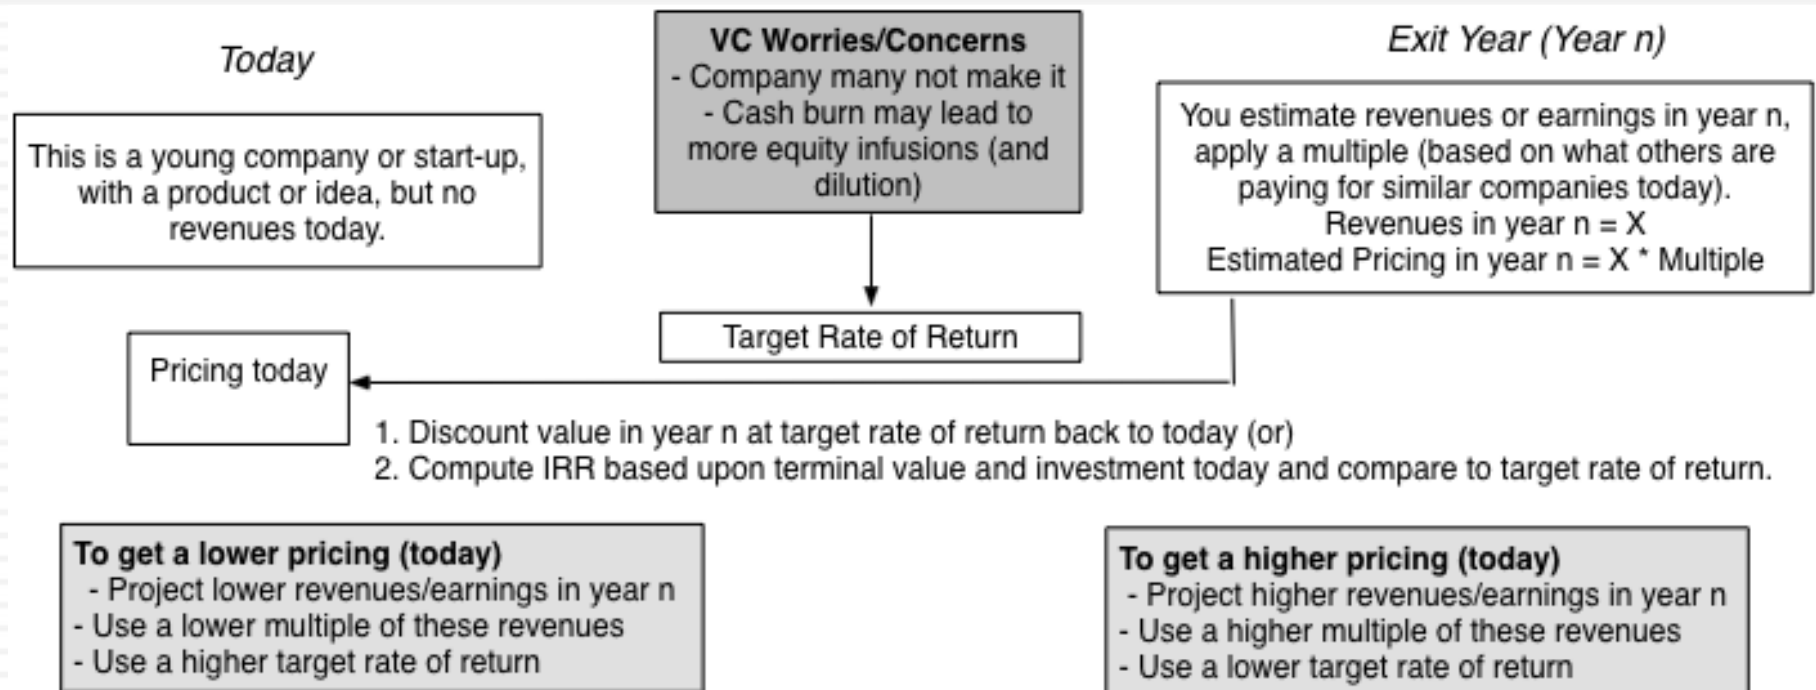 Today
This is a young company or start-up,
with a product or idea, but no
revenues today.
VC Worries/Concerns
- Company many not make it
- Cash burn may lead to
more equity infusions (and
dilution)
Exit Year (Year n)
You estimate revenues or earnings in year n,
apply a multiple (based on what others are
paying for similar companies today).
Revenues in year n = X
Estimated Pricing in year n = X * Multiple
Target Rate of Return
Pricing today
1. Discount value in year n at target rate of return back to today (or)
2. Compute IRR based upon terminal value and investment today and compare to target rate of return.
To get a lower pricing (today)
- Project lower revenues/earnings in year n
- Use a lower multiple of these revenues
- Use a higher target rate of return
To get a higher pricing (today)
- Project higher revenues/earnings in year n
- Use a higher multiple of these revenues
- Use a lower target rate of return